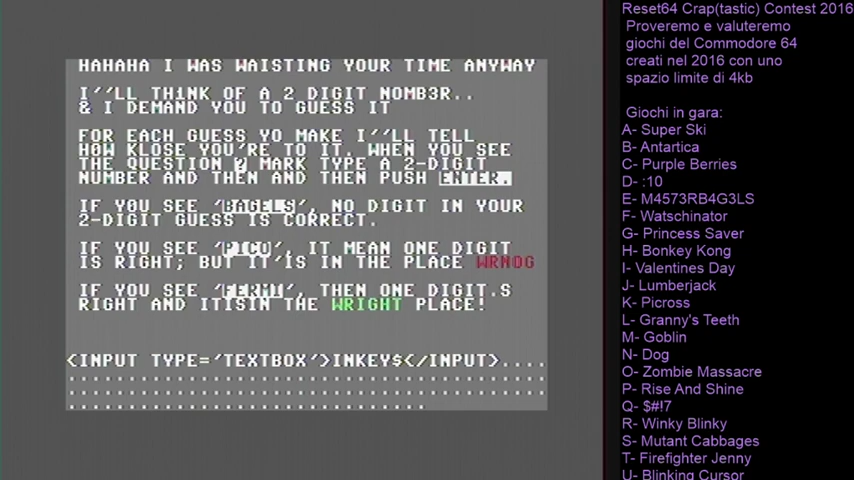 HAHAHA I WAS WAISTING YOUR TIME ANYWAY
I''LL TH1NK OF A 2 DIGIT NOMB3R..
& I DEMAND YOU TO GUESS IT
FOR EACH GUESS YO MAKE I''LL TELL
H0W KLOSE YOU'RE TO IT. WHEN YOU SEE
THE QUESTION ? MARK TYPE A 2-DIGIT
NUMBER AND THEN AND THEN PUSH ENTER.
IF YOU SEE 'BAGELS', NO DIGIT IN YOUR
2-DIGIT GUESS IS CORRECT.
IF YOU SEE 'PICO', IT MEAN ONE DIGIT
IS RIGHT; BUT IT'IS IN THE PLACE WRNOG
IF YOU SEE 'FERMI', THEN ONE DIGIT.S
RIGHT AND ITISIN THE WRIGHT PLACE!
<INPUT TYPE='TEXTBOX'>INKEY$</INPUT>....
........................................
..............................
Reset64 Crap(tastic) Contest 2016
Proveremo e valuteremo
giochi del Commodore 64
creati nel 2016 con uno
spazio limite di 4kb
Giochi in gara:
A- Super Ski
B- Antartica
C- Purple Berries
D- :10
E- M4573RB4G3LS
F- Watschinator
G- Princess Saver
H- Bonkey Kong
I- Valentines Day
J- Lumberjack
K- Picross
L- Granny's Teeth
M- Goblin
N- Dog
O- Zombie Massacre
P- Rise And Shine
Q- $#!7
R- Winky Blinky
S- Mutant Cabbages
T- Firefighter Jenny
U- Blinking Cursor